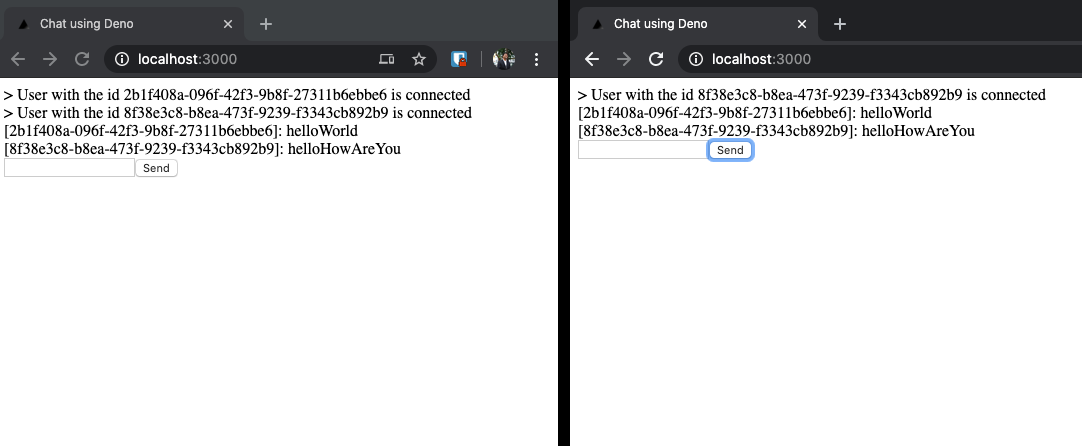 Chat using Deno
localhost:3000
> User with the id 2b1f408a-096f-42f3-9b8f-27311b6ebbe6 is connected
> User with the id 8f38e3c8-b8ea-473f-9239-f3343cb892b9 is connected
[2b1f408a-096f-42f3-9b8f-27311b6ebbe6]: helloWorld
[8f38e3c8-b8ea-473f-9239-f3343cb892b9]: helloHowAreYou
Send
Chat using Deno
localhost:3000
> User with the id 8f38e3c8-b8ea-473f-9239-f3343cb892b9 is connected
[2b1f408a-096f-42f3-9b8f-27311b6ebbe6]: helloWorld
[8f38e3c8-b8ea-473f-9239-f3343cb892b9]: helloHowAreYou
Send